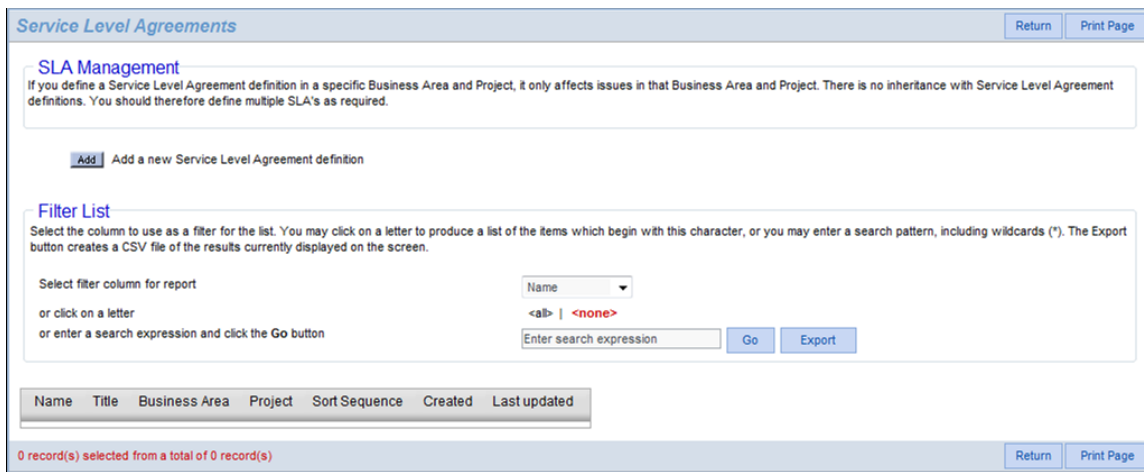 Service Level Agreements Return Print Page
SLA Management
If you define a Service Level Agreement definition in a specific Business Area and Project, it only affects issues in that Business Area and Project. There is no inheritance with Service Level Agreement
definitions. You should therefore define multiple SLA's as required.
Add Add a new Service Level Agreement definition
Filter List
Select the column to use as a filter for the list. You may click on a letter to produce a list of the items which begin with this character, or you may enter a search pattern, including wildcards (*). The Export
button creates a CSV file of the results currently displayed on the screen.
Select filter column for report Name
or click on a letter <all> | <none>
or enter a search expression and click the Go button Enter search expression Go Export
Name Title Business Area Project Sort Sequence Created Last updated
0 record(s) selected from a total of 0 record(s) Return Print Page